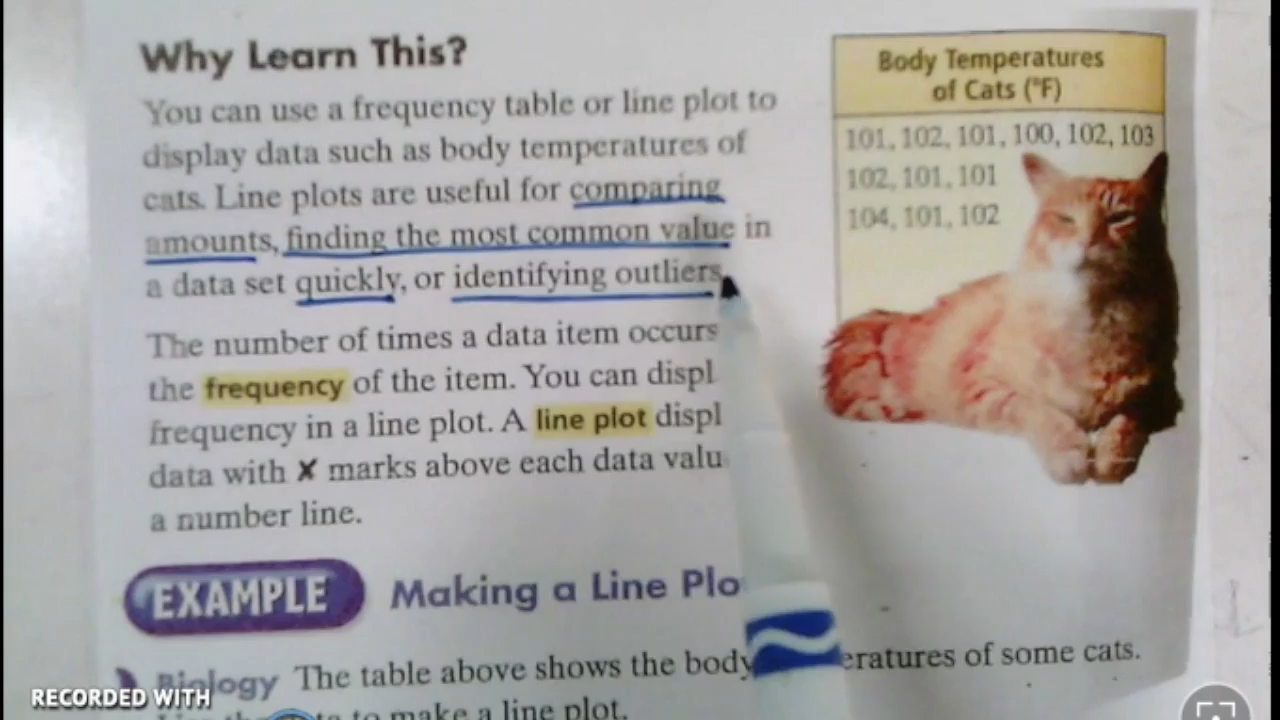 Why Learn This?
You can use a frequency table or line plot to
display data such as body temperatures of
cats. Line plots are useful for comparing
amounts, finding the most common value in
a data set quickly, or identifying outliers
The number of times a data item occurs
the frequency of the item. You can displ
frequency in a line plot. A line plot displ
data with ✗ marks above each data valu
a number line.
Body Temperatures
of Cats (°F)
101, 102, 101, 100, 102, 103
102, 101, 101
104, 101, 102
EXAMPLE Making a Line Plo
Biology The table above shows the body eratures of some cats.
to make a line plot.
RECORDED WITH